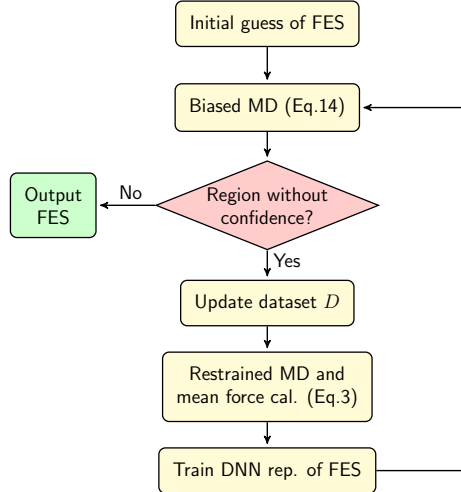 Initial guess of FES
Biased MD (Eq.14)
Region without
confidence?
No
Output
FES
Yes
Update dataset D
Restrained MD and
mean force cal. (Eq.3)
Train DNN rep. of FES